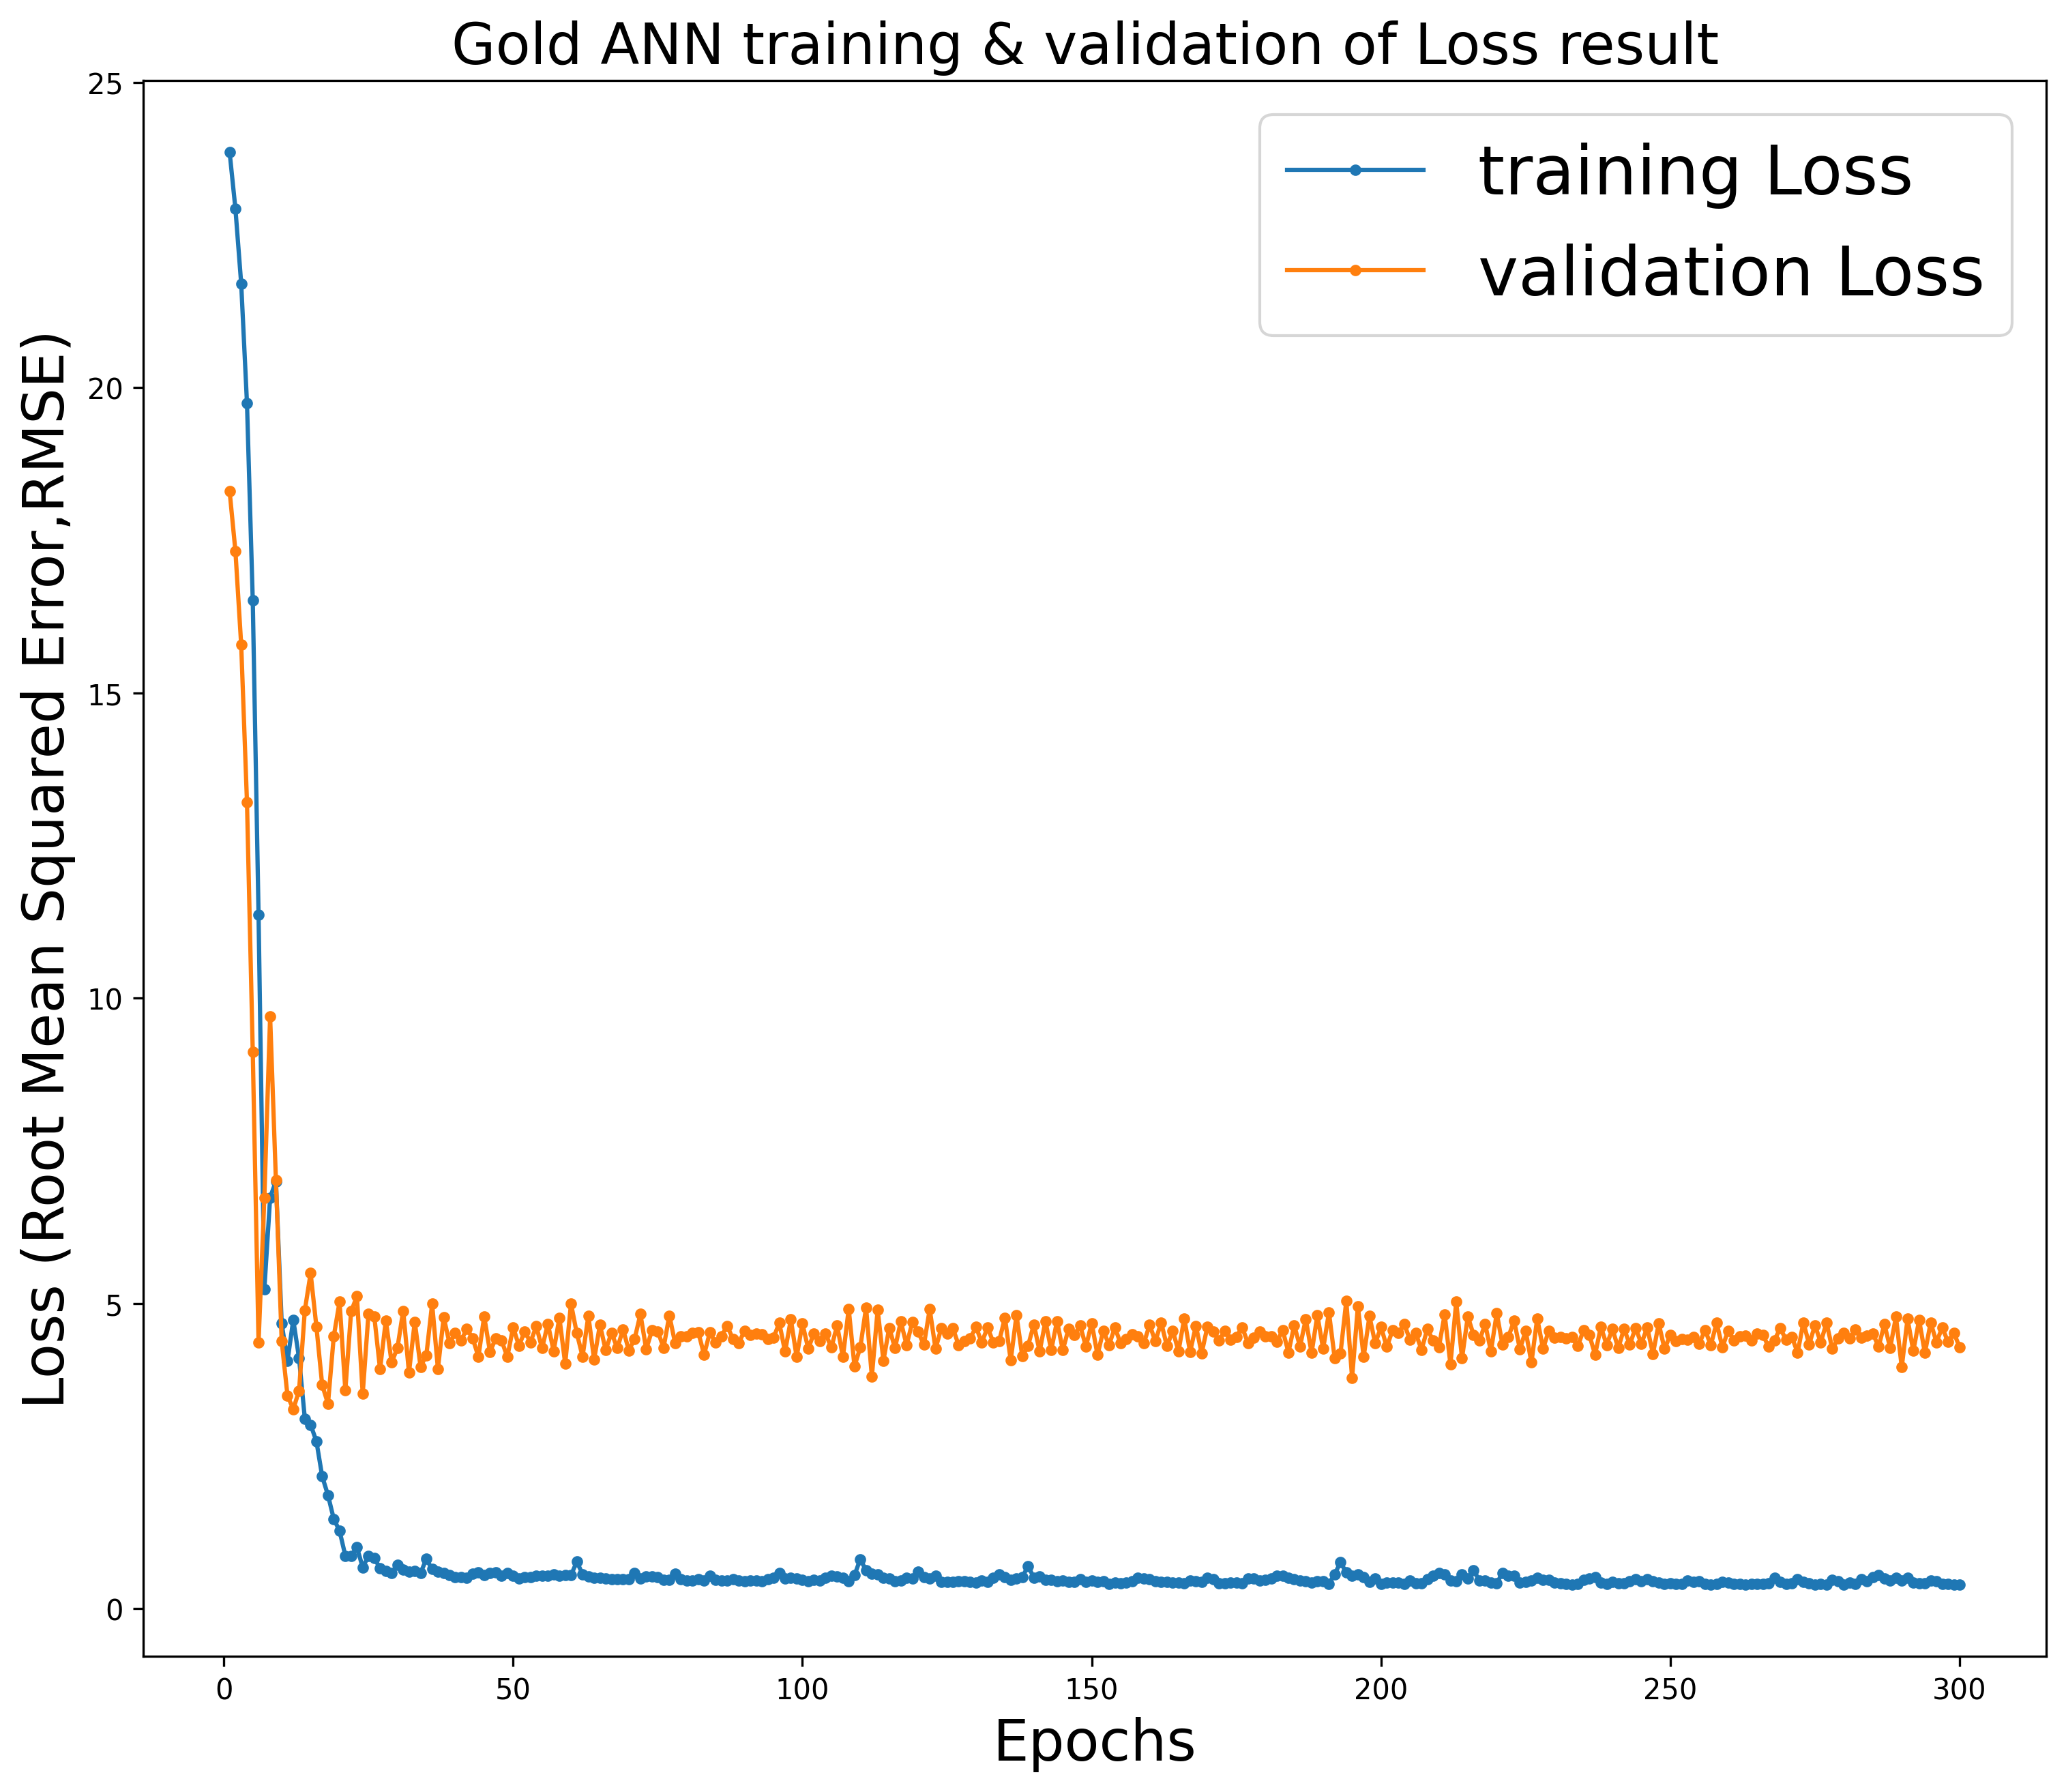 Gold ANN training & validation of Loss result
training Loss
validation Loss
Loss (Root Mean Squared Error,RMSE)
25
20
15
10
5
0
0 50 100 150 200 250 300
Epochs